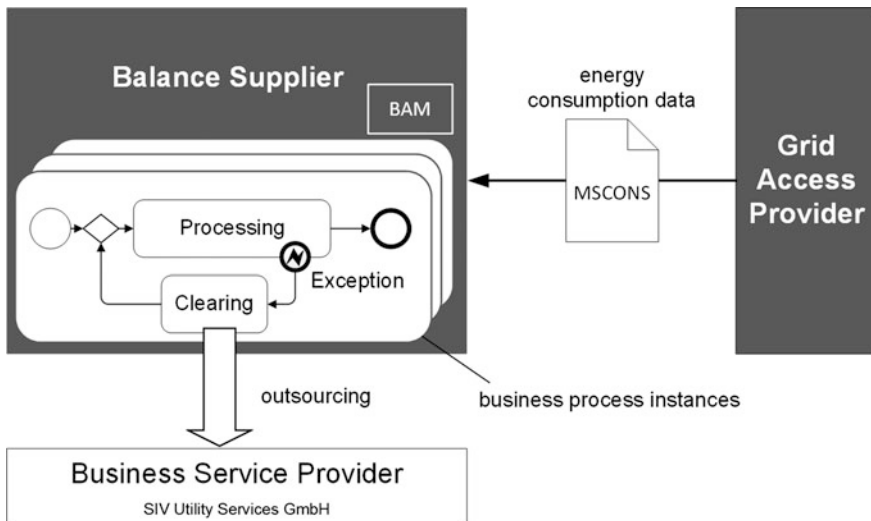 Balance Supplier
BAM
energy
consumption data
MSCONS
Grid
Access
Provider
Processing
Exception
Clearing
outsourcing
business process instances
Business Service Provider
SIV Utility Services GmbH